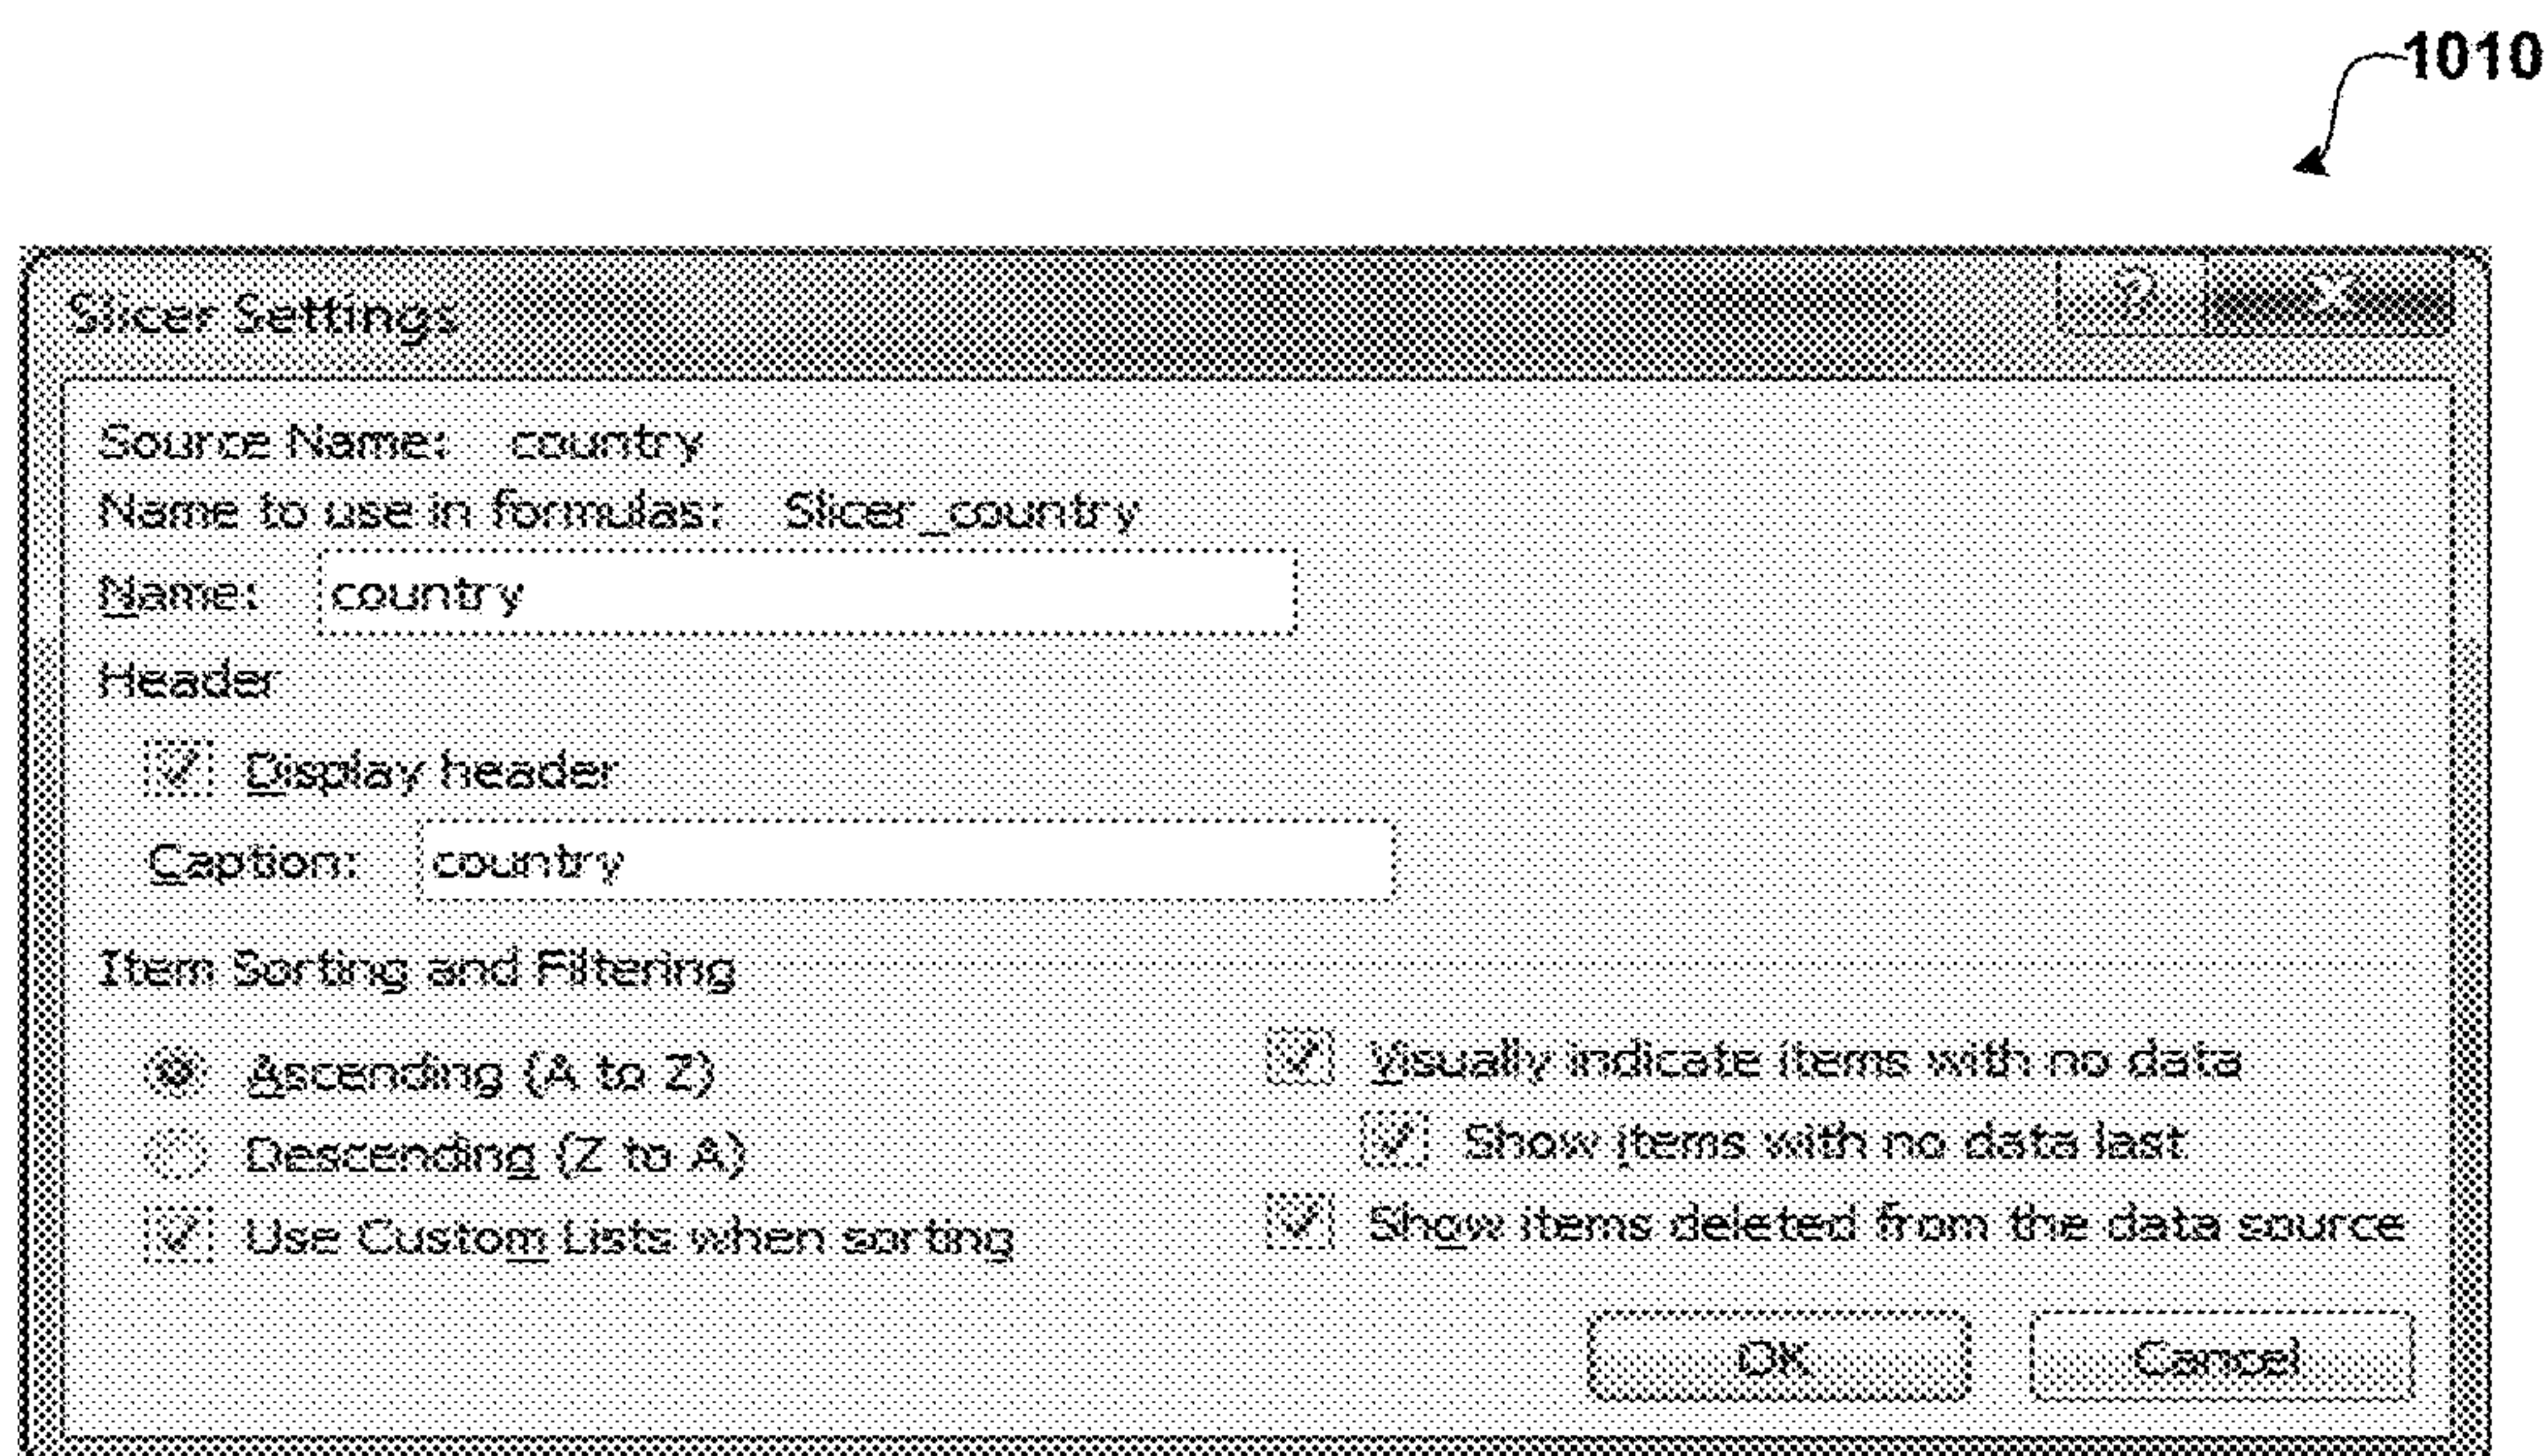 1010
Slicer Settings
Source Name: country
Name to use in formulas: Slicer_country
Name: country
Header
Display header
Caption: country
Item Sorting and Filtering
Ascending (A to Z)
Descending (Z to A)
Use Custom Lists when sorting
Visually indicate items with no data
Show items with no data last
Show items deleted from the data source
OK Cancel